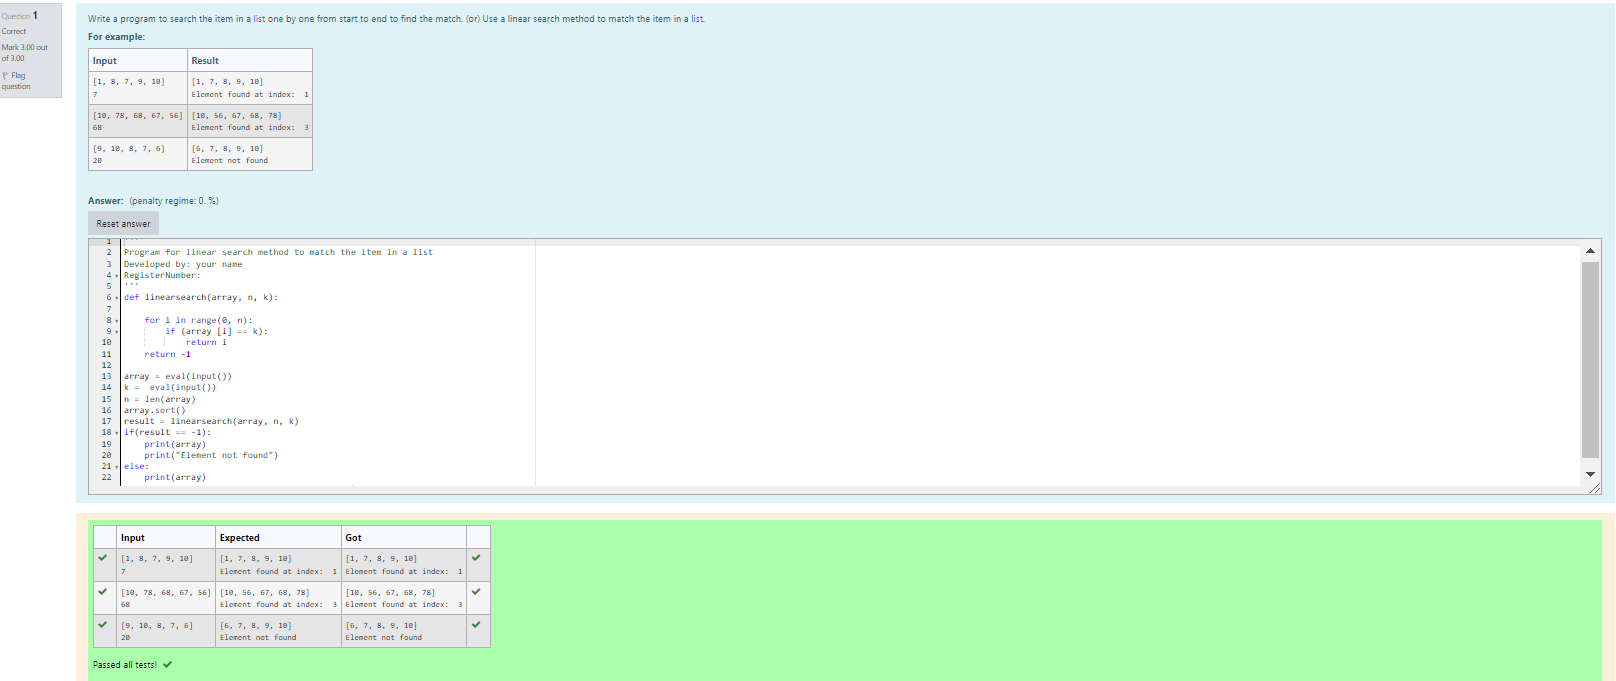 Question 1
Correct
Mark 3.00 out
of 3.00
Flag
question
Write a program to search the item in a list one by one from start to end to find the match. (or) Use a linear search method to match the item in a list.
For example:
Input Result
[1, 8, 7, 9, 10] [1, 7, 8, 9, 10]
7 Element found at index:  1
[10, 78, 68, 67, 56] [10, 56, 67, 68, 78]
68 Element found at index:  3
[9, 10, 8, 7, 6] [6, 7, 8, 9, 10]
20 Element not found
Answer: (penalty regime: 0. %)
Reset answer
1 '''
2 Program for linear search method to match the item in a list
3 Developed by: your name
4 RegisterNumber:
5 '''
6 def linearsearch(array, n, k):
7
8     for i in range(0, n):
9         if (array [i] == k):
10             return i
11     return -1
12
13 array = eval(input())
14 k =  eval(input())
15 n = len(array)
16 array.sort()
17 result = linearsearch(array, n, k)
18 if(result == -1):
19     print(array)
20     print("Element not found")
21 else:
22     print(array)
Input Expected Got
[1, 8, 7, 9, 10] [1, 7, 8, 9, 10] [1, 7, 8, 9, 10]
7 Element found at index:  1 Element found at index:  1
[10, 78, 68, 67, 56] [10, 56, 67, 68, 78] [10, 56, 67, 68, 78]
68 Element found at index:  3 Element found at index:  3
[9, 10, 8, 7, 6] [6, 7, 8, 9, 10] [6, 7, 8, 9, 10]
20 Element not found Element not found
Passed all tests!